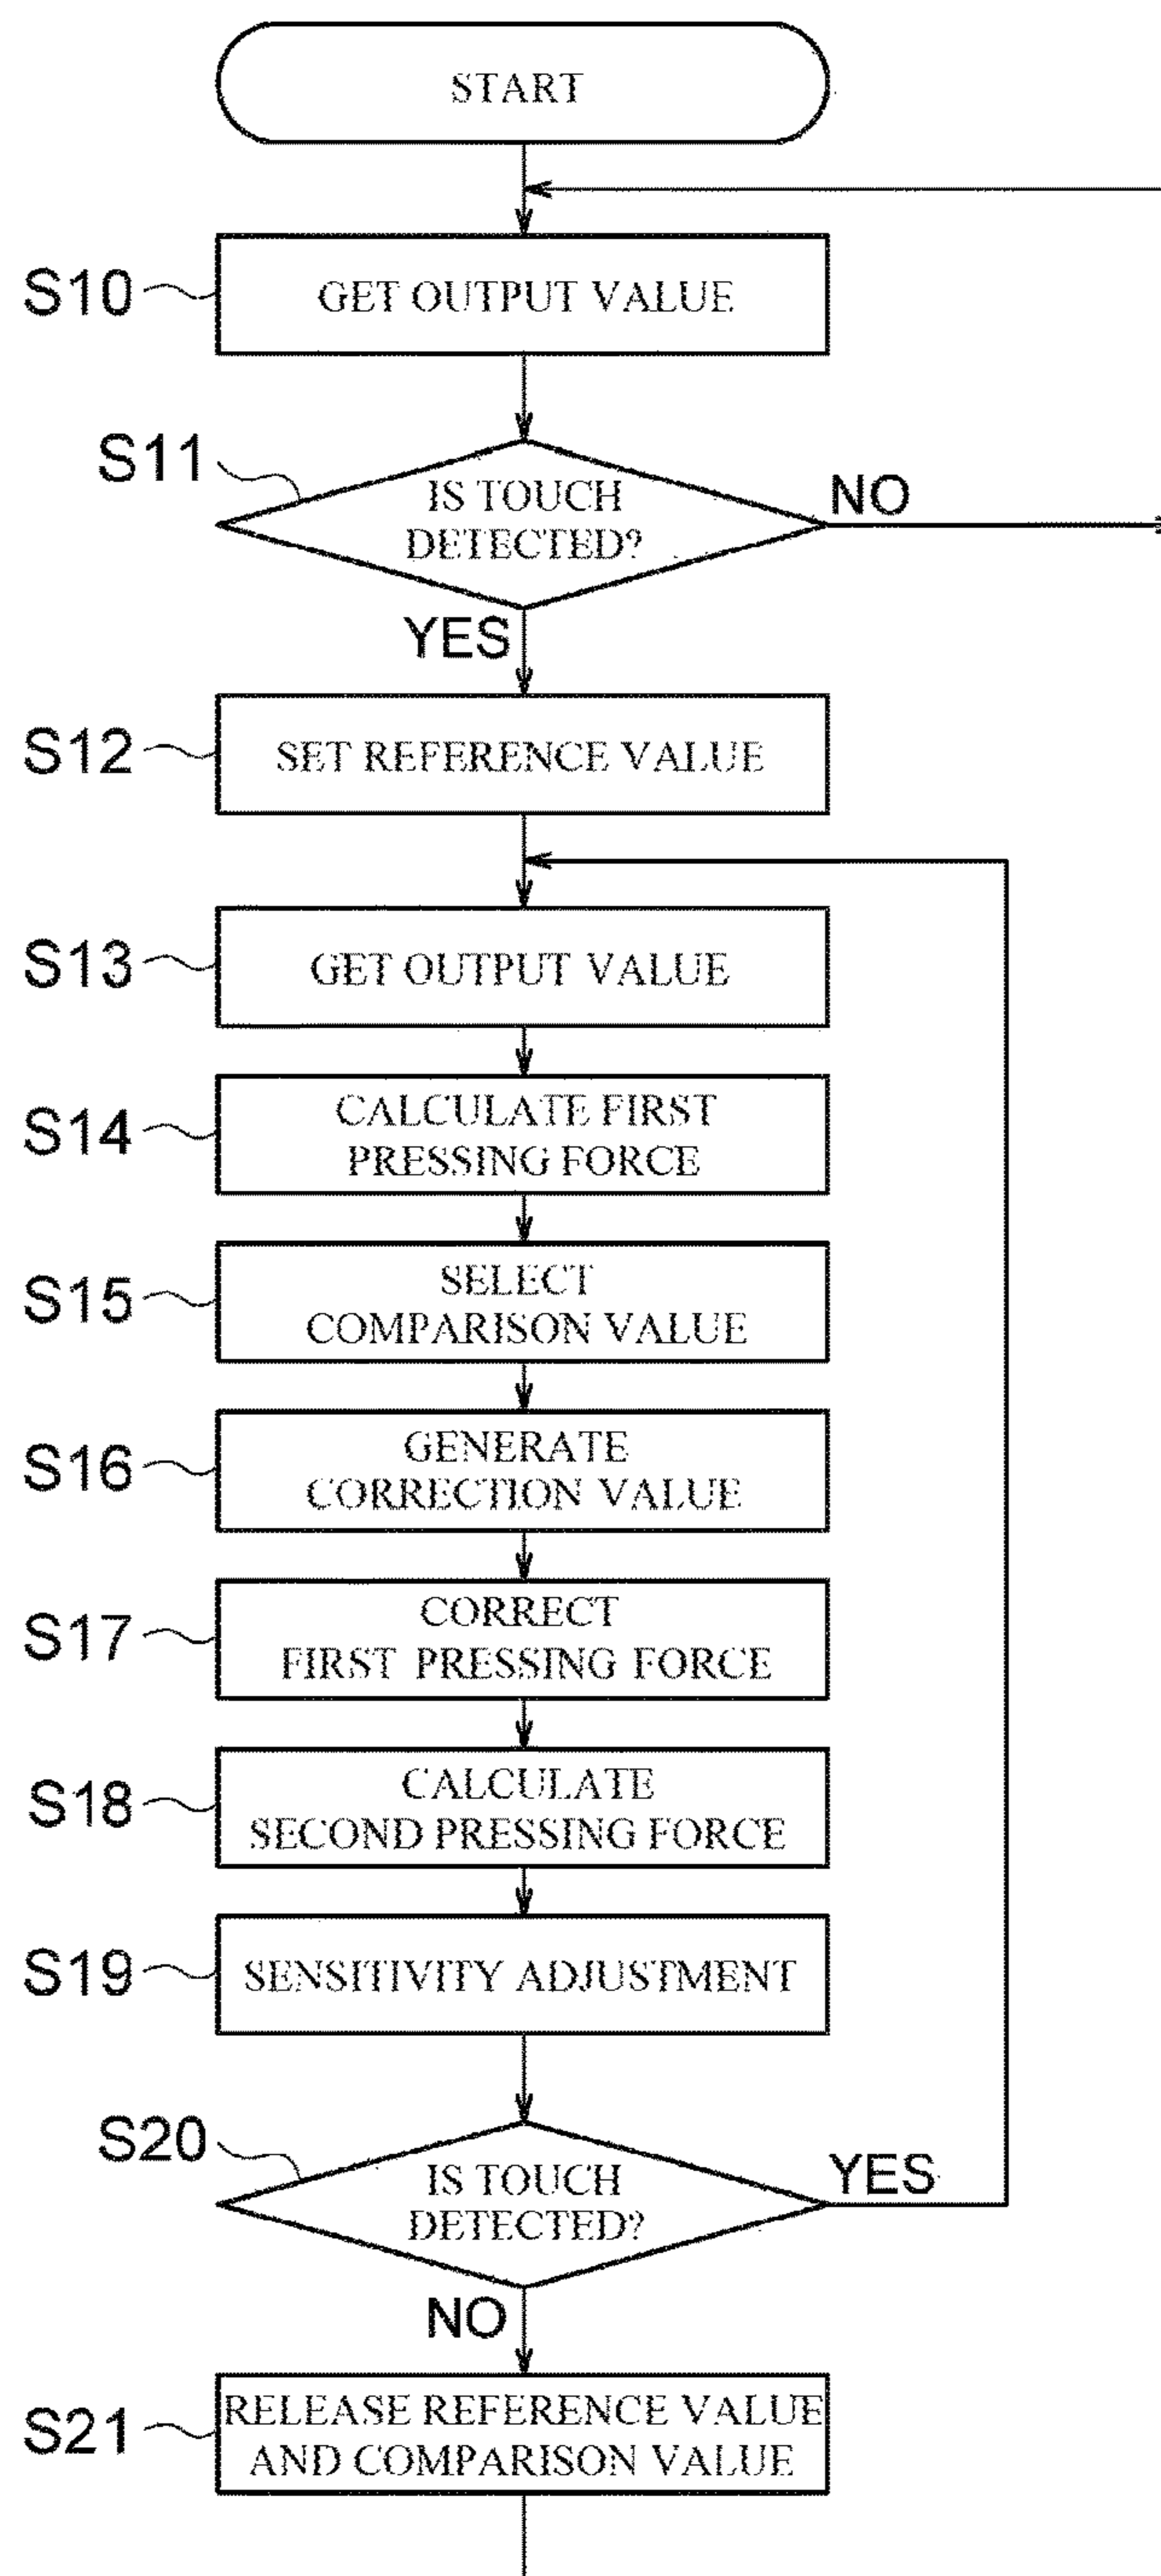 START
S10
GET OUTPUT VALUE
S11
IS TOUCH
DETECTED?
NO
YES
S12
SET REFERENCE VALUE
S13
GET OUTPUT VALUE
S14
CALCULATE FIRST
PRESSING FORCE
S15
SELECT
COMPARISON VALUE
S16
GENERATE
CORRECTION VALUE
S17
CORRECT
FIRST PRESSING FORCE
S18
CALCULATE
SECOND PRESSING FORCE
S19
SENSITIVITY ADJUSTMENT
S20
IS TOUCH
DETECTED?
YES
NO
S21
RELEASE REFERENCE VALUE
AND COMPARISON VALUE